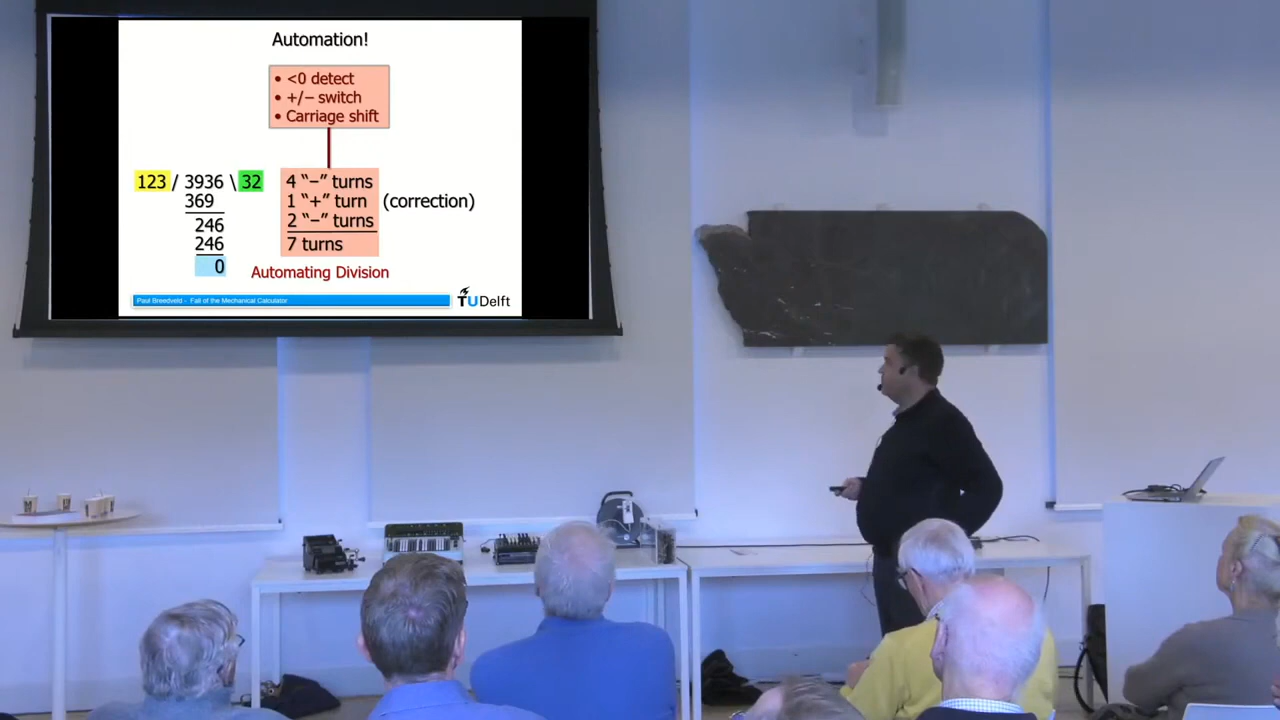 Automation!
• <0 detect
• +/− switch
• Carriage shift
123 / 3936 \ 32
369
246
246
0
4 “−” turns
1 “+” turn (correction)
2 “−” turns
7 turns
Automating Division
Paul Breedveld - Fall of the Mechanical Calculator
TUDelft